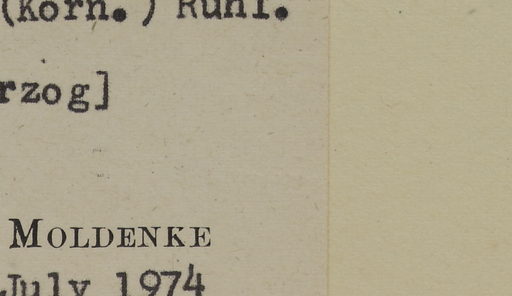 (Korn.) Ruhl.
rzog]
MOLDENKE
July 1974